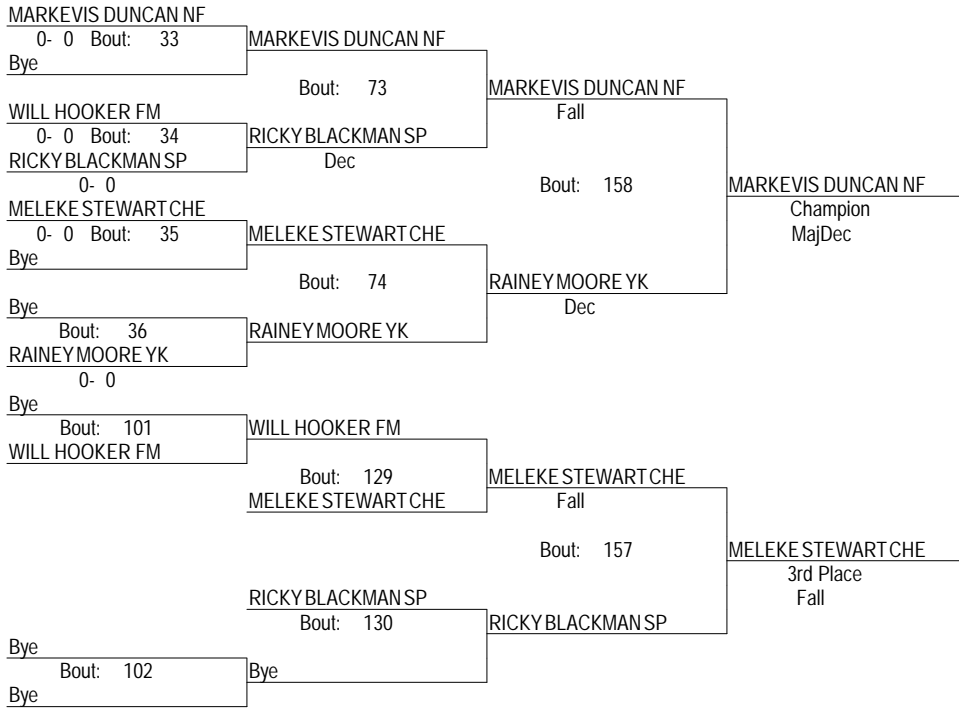 MARKEVIS DUNCAN NF
0- 0 Bout: 33
MARKEVIS DUNCAN NF
Bye
Bout: 73
MARKEVIS DUNCAN NF
WILL HOOKER FM
Fall
0- 0 Bout: 34
RICKY BLACKMAN SP
RICKY BLACKMAN SP
Dec
0- 0
Bout: 158
MARKEVIS DUNCAN NF
MELEKE STEWART CHE
Champion
0- 0 Bout: 35
MELEKE STEWART CHE
MajDec
Bye
Bout: 74
RAINEY MOORE YK
Bye
Dec
Bout: 36
RAINEY MOORE YK
RAINEY MOORE YK
0- 0
Bye
Bout: 101
WILL HOOKER FM
WILL HOOKER FM
Bout: 129
MELEKE STEWART CHE
MELEKE STEWART CHE
Fall
Bout: 157
MELEKE STEWART CHE
3rd Place
RICKY BLACKMAN SP
Fall
Bout: 130
RICKY BLACKMAN SP
Bye
Bout: 102
Bye
Bye